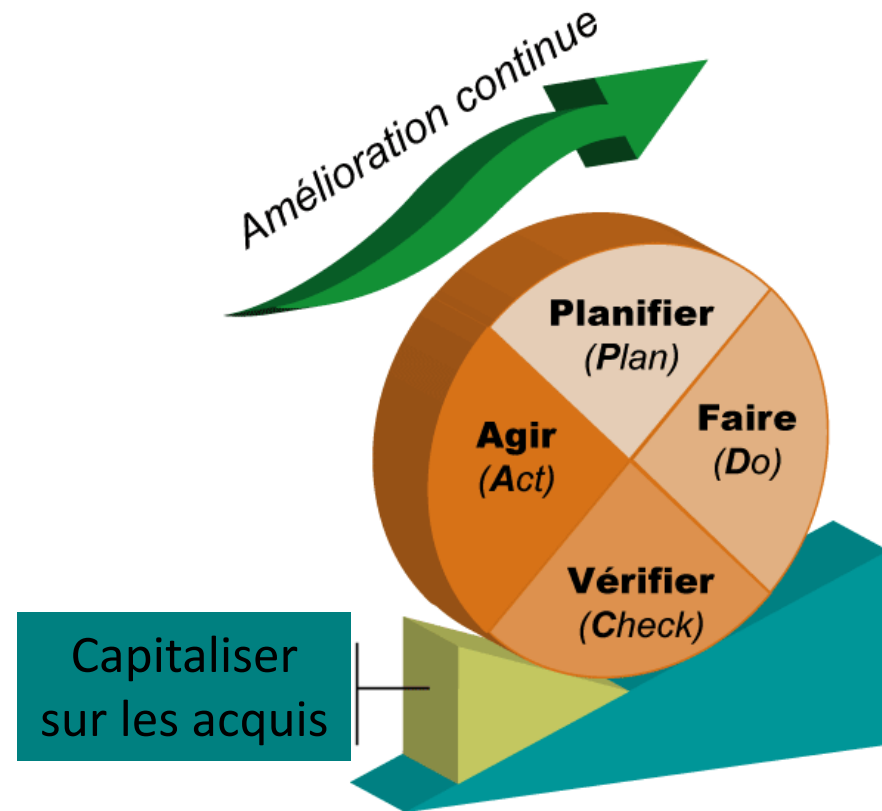 Amélioration continue
Planifier
(Plan)
Faire
(Do)
Agir
(Act)
Vérifier
(Check)
Capitaliser
sur les acquis